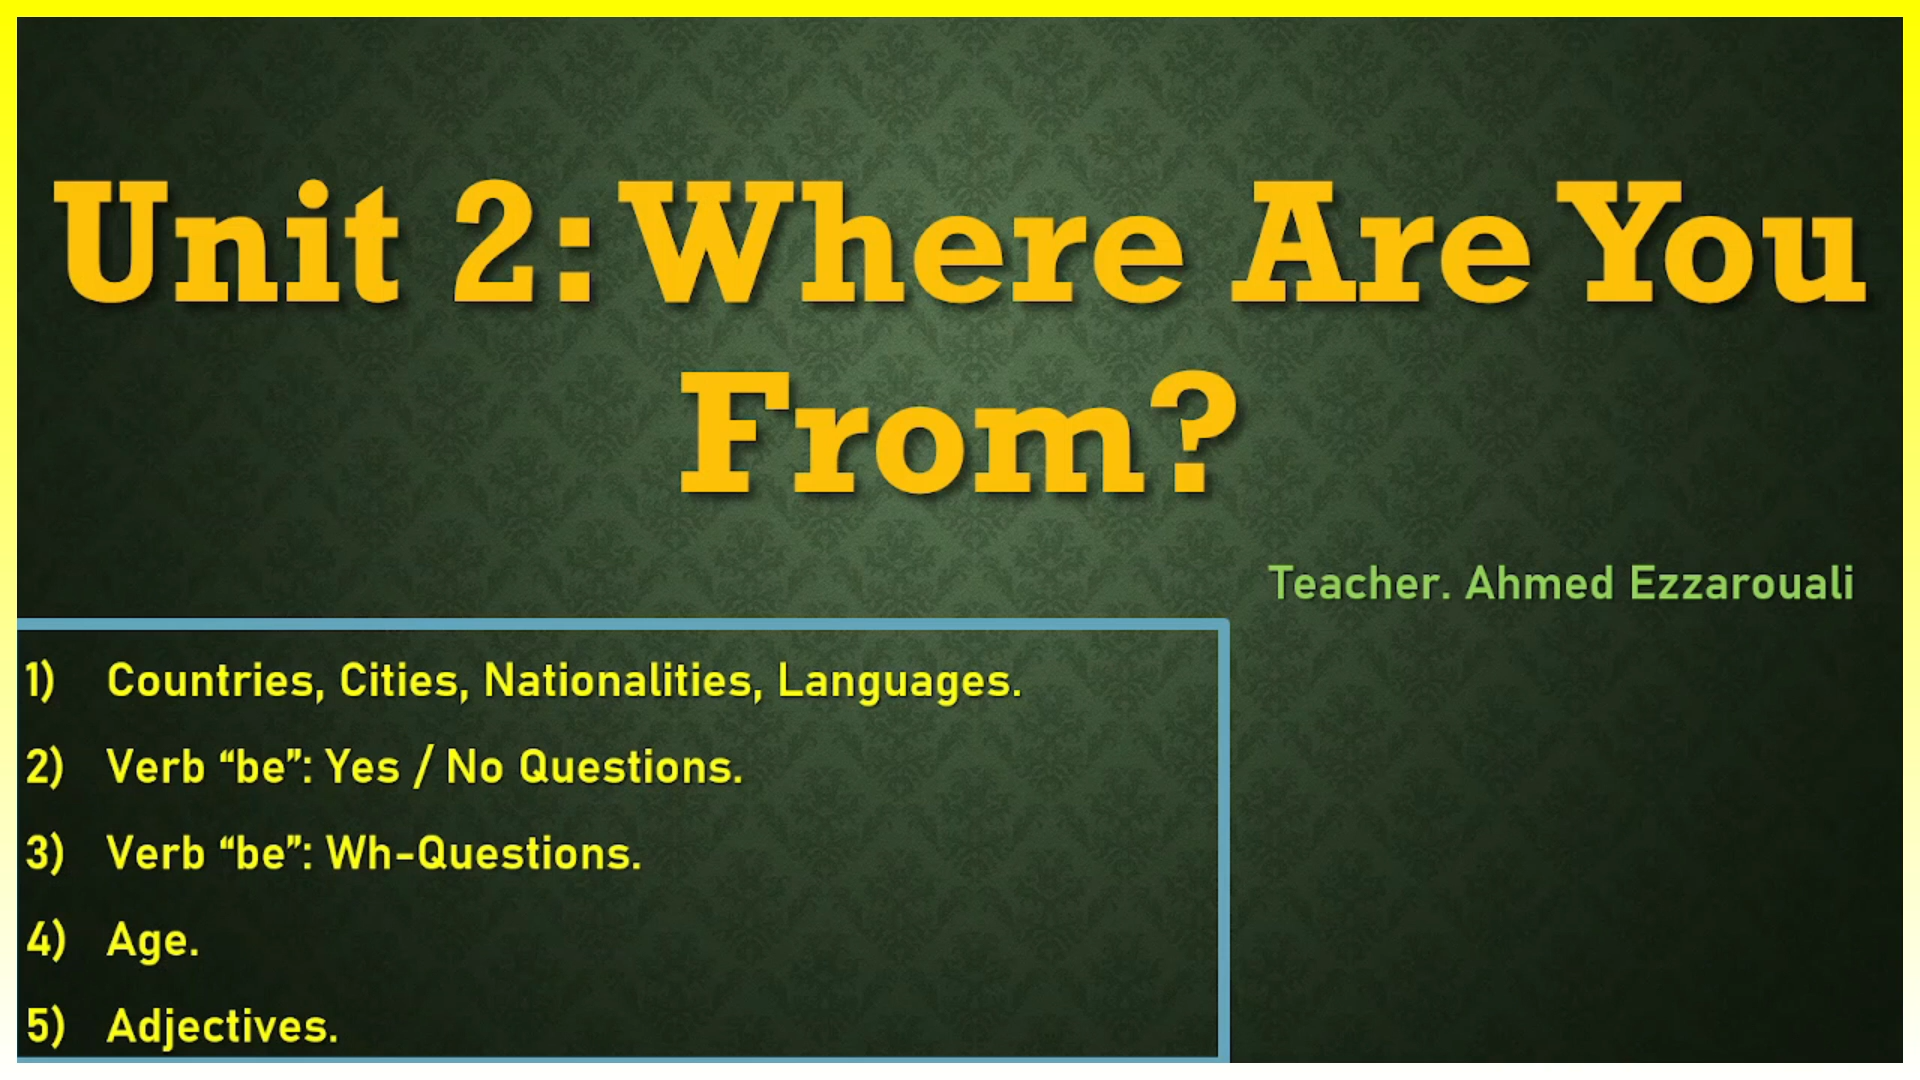 Unit 2: Where Are You
From?
Teacher. Ahmed Ezzarouali
1) Countries, Cities, Nationalities, Languages.
2) Verb “be”: Yes / No Questions.
3) Verb “be”: Wh-Questions.
4) Age.
5) Adjectives.